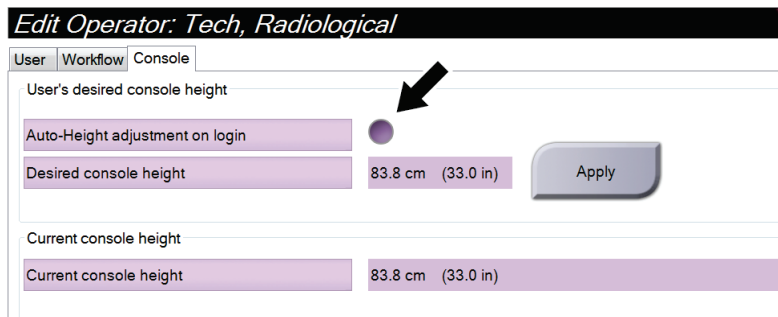 Edit Operator: Tech, Radiological
User Workflow Console
User's desired console height
Auto-Height adjustment on login
Desired console height 83.8 cm (33.0 in) Apply
Current console height
Current console height 83.8 cm (33.0 in)